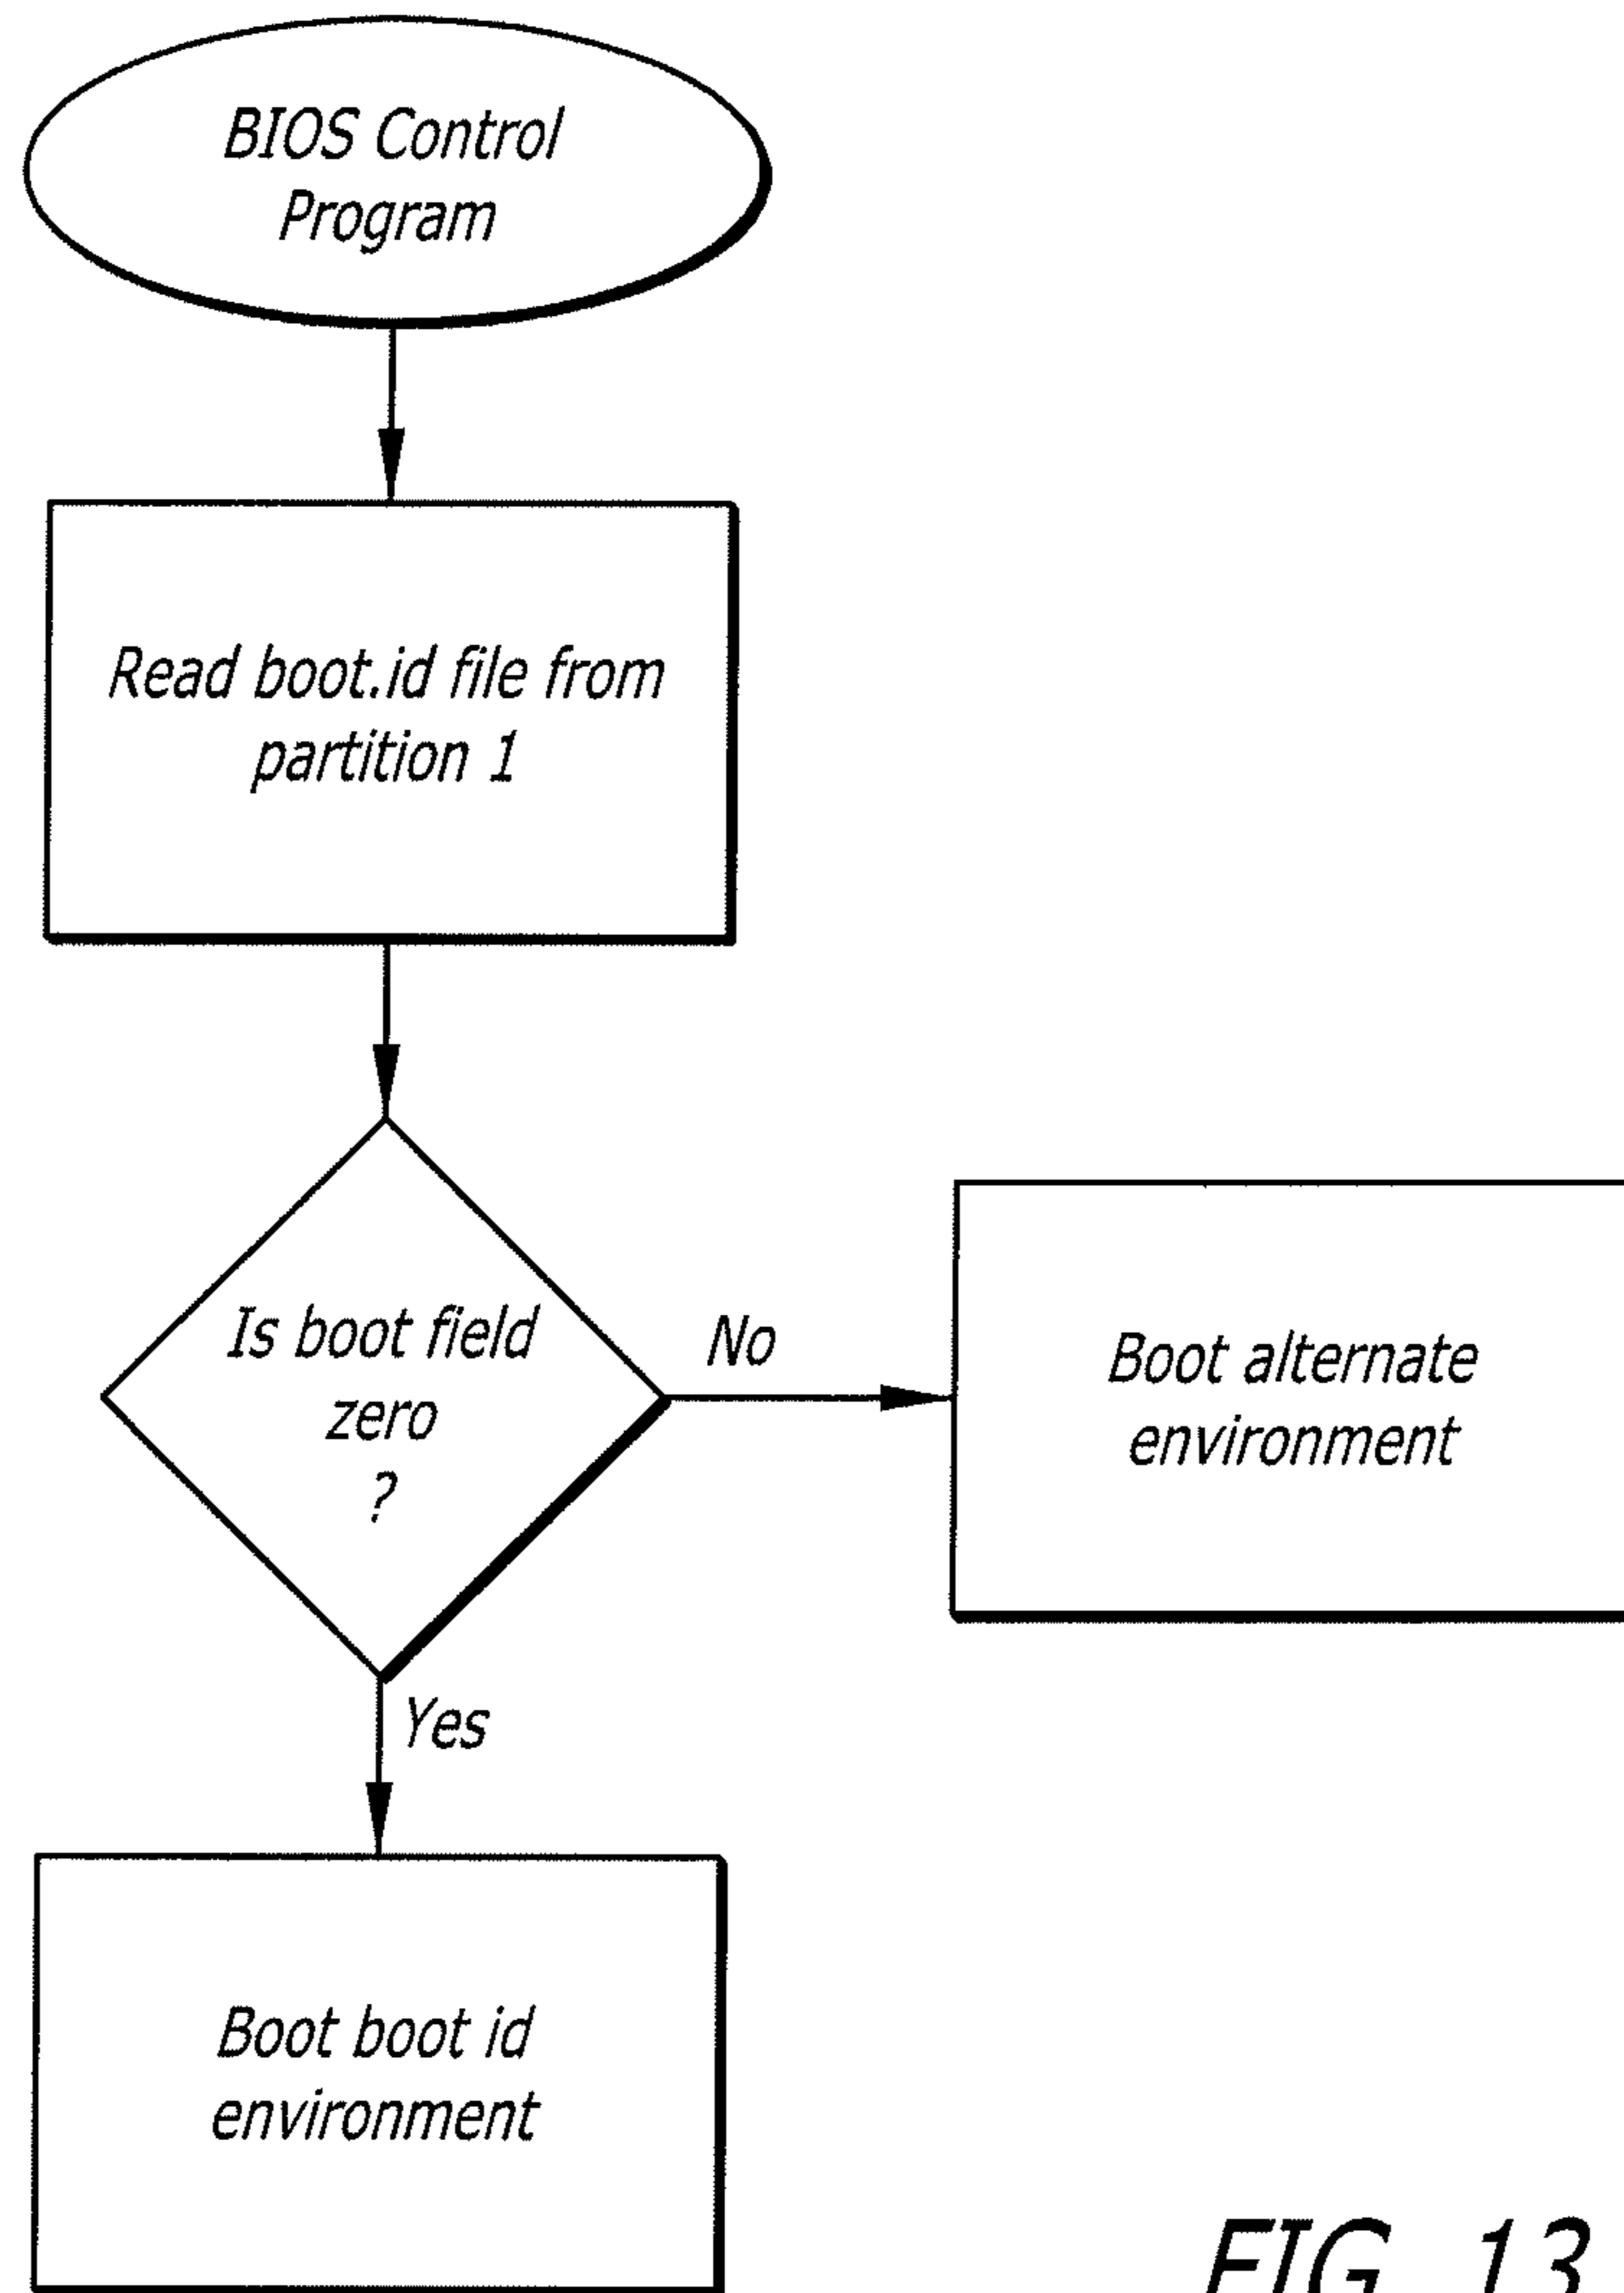 BIOS Control
Program
Read boot.id file from
partition 1
Is boot field
zero
?
No
Boot alternate
environment
Yes
Boot boot id
environment
FIG. 13